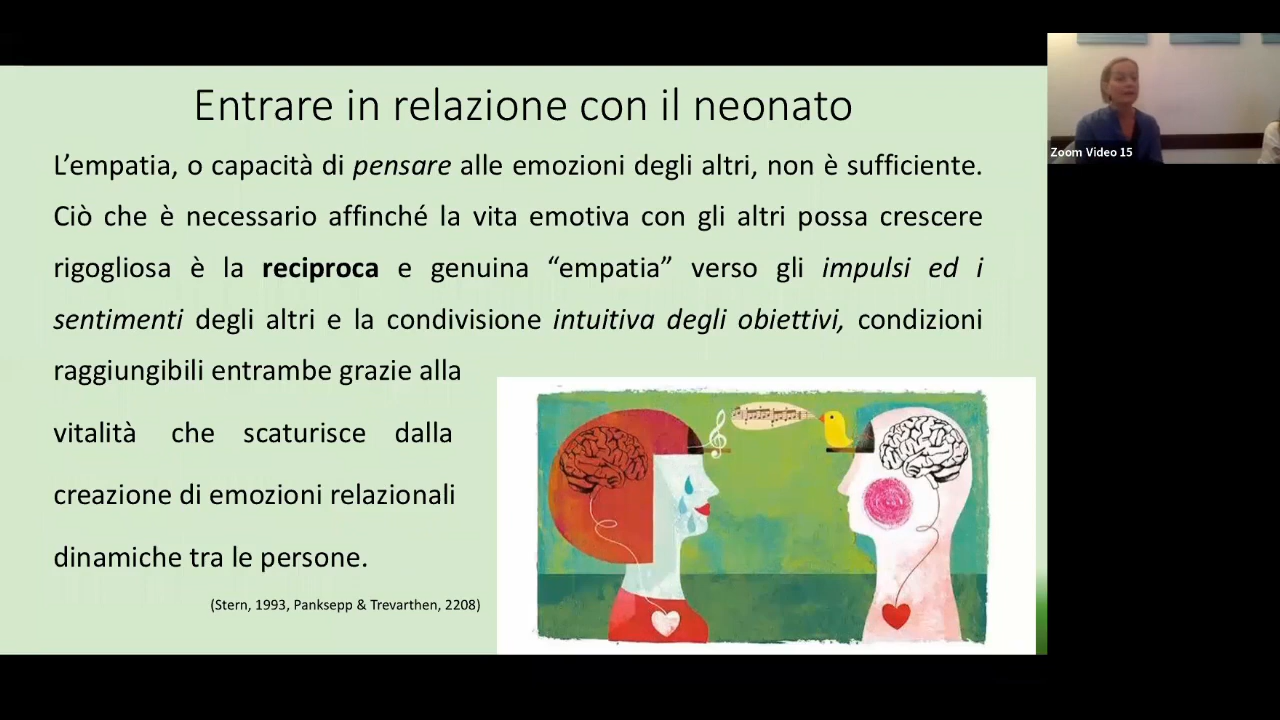 Entrare in relazione con il neonato
L’empatia, o capacità di pensare alle emozioni degli altri, non è sufficiente.
Ciò che è necessario affinché la vita emotiva con gli altri possa crescere
rigogliosa è la reciproca e genuina “empatia” verso gli impulsi ed i
sentimenti degli altri e la condivisione intuitiva degli obiettivi, condizioni
raggiungibili entrambe grazie alla
vitalità che scaturisce dalla
creazione di emozioni relazionali
dinamiche tra le persone.
(Stern, 1993, Panksepp & Trevarthen, 2208)
Zoom Video 15